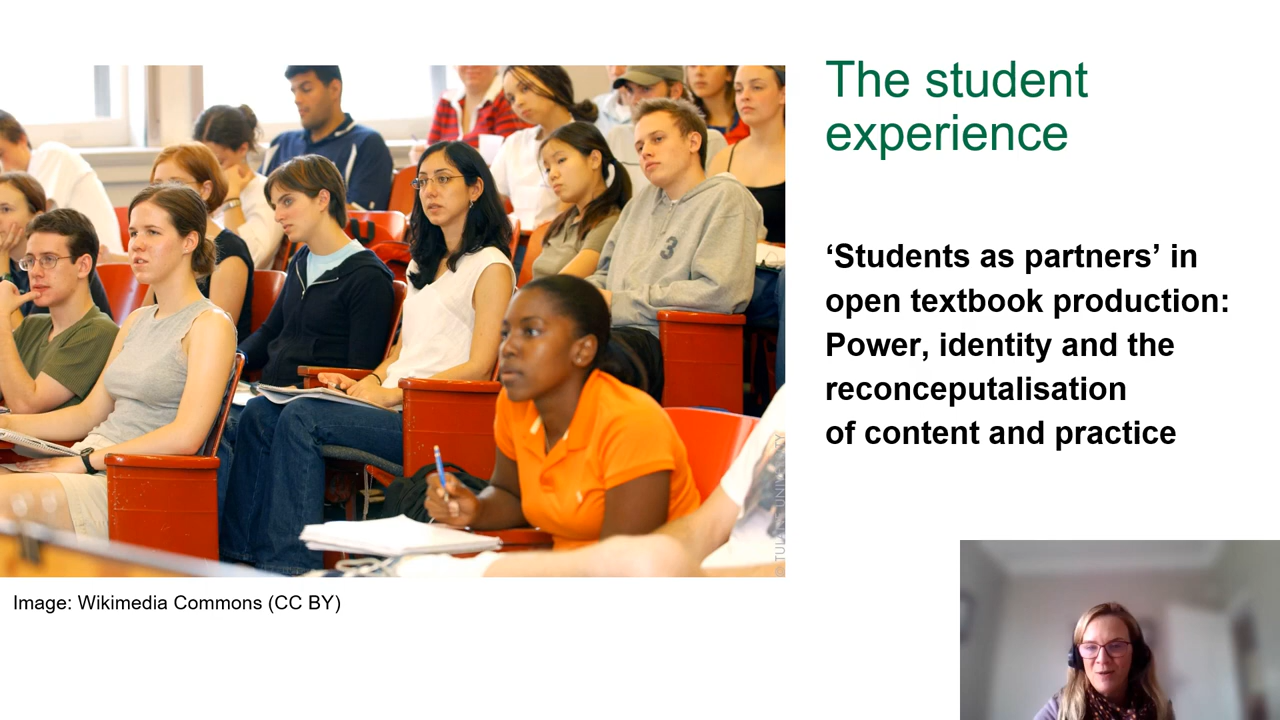 The student
experience
‘Students as partners’ in
open textbook production:
Power, identity and the
reconceputalisation
of content and practice
3
Image: Wikimedia Commons (CC BY)